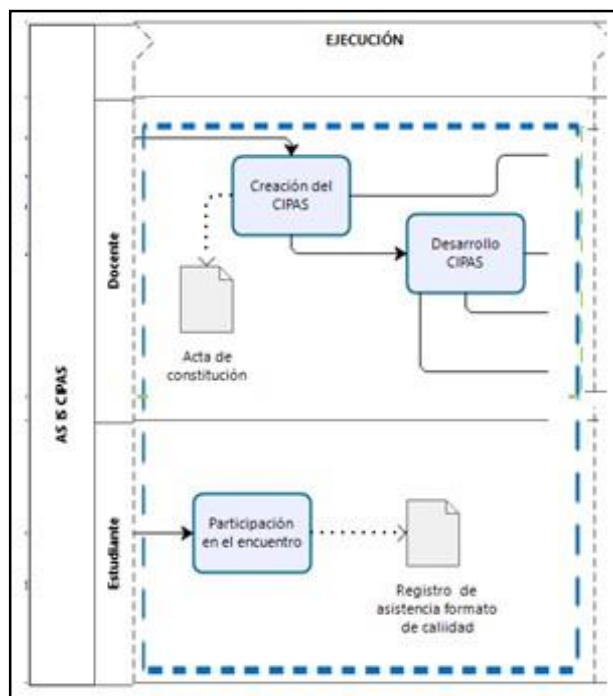 EJECUCIÓN
AS IS CIPAS
Docente
Creación del
CIPAS
Desarrollo
CIPAS
Acta de
constitución
Estudiante
Participación
en el encuentro
Registro de
asistencia formato
de caliidad